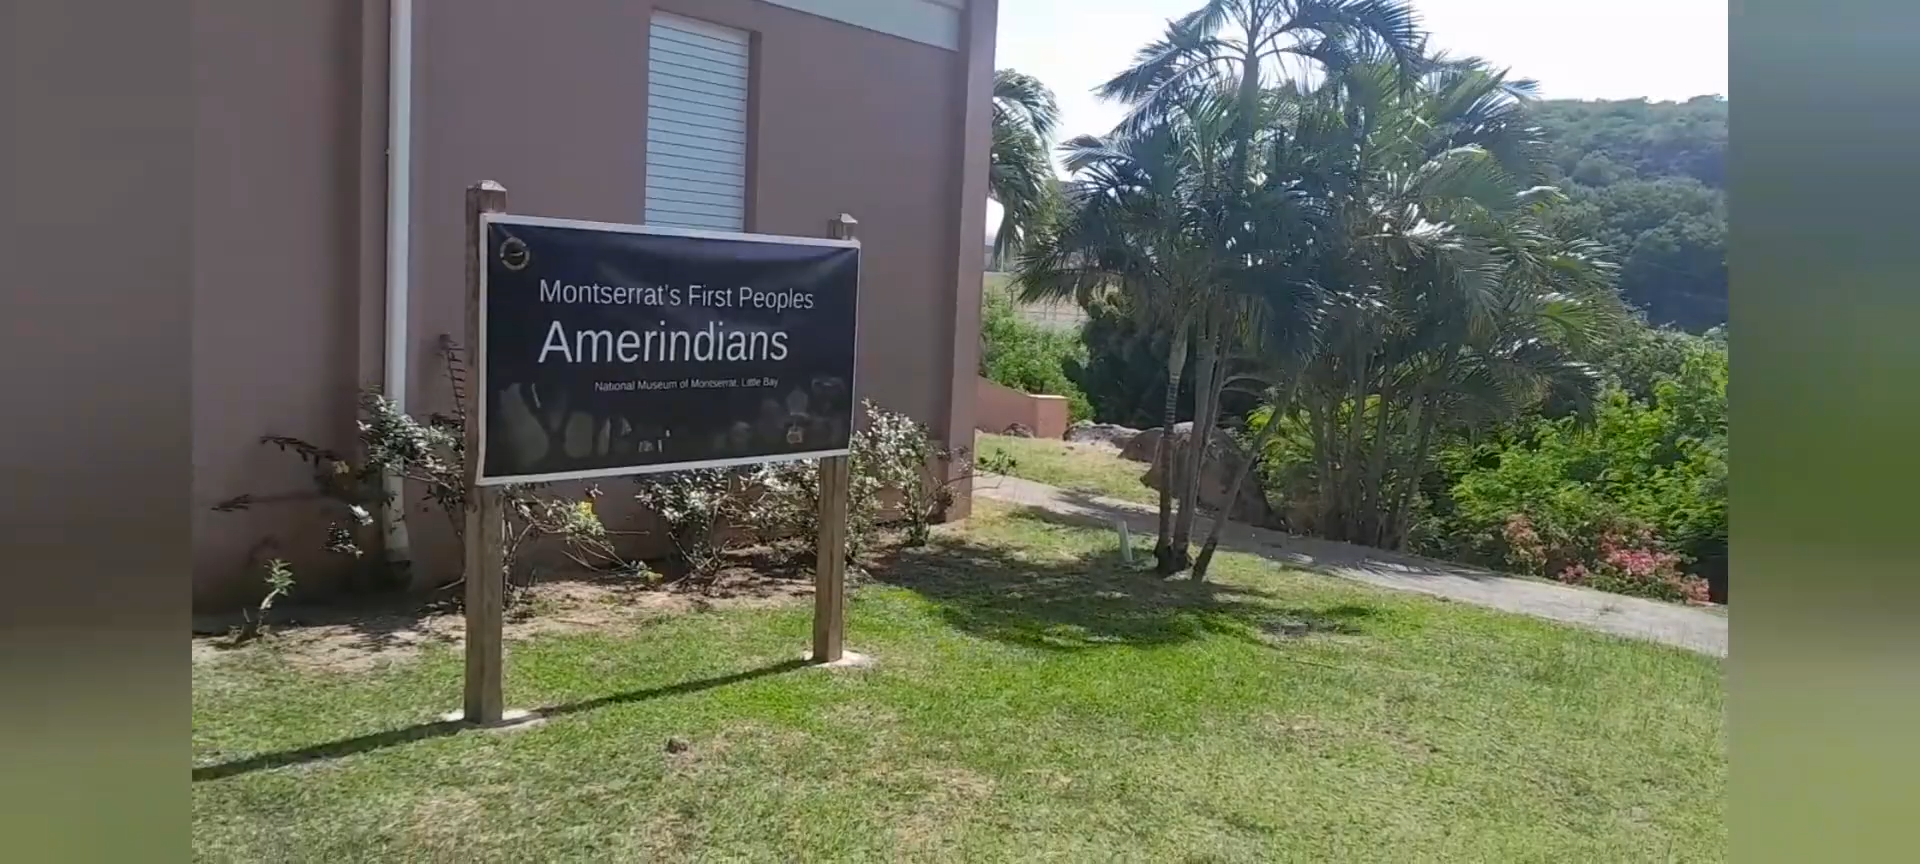 Montserrat's First Peoples
Amerindians
National Museum of Montserrat, Little Bay